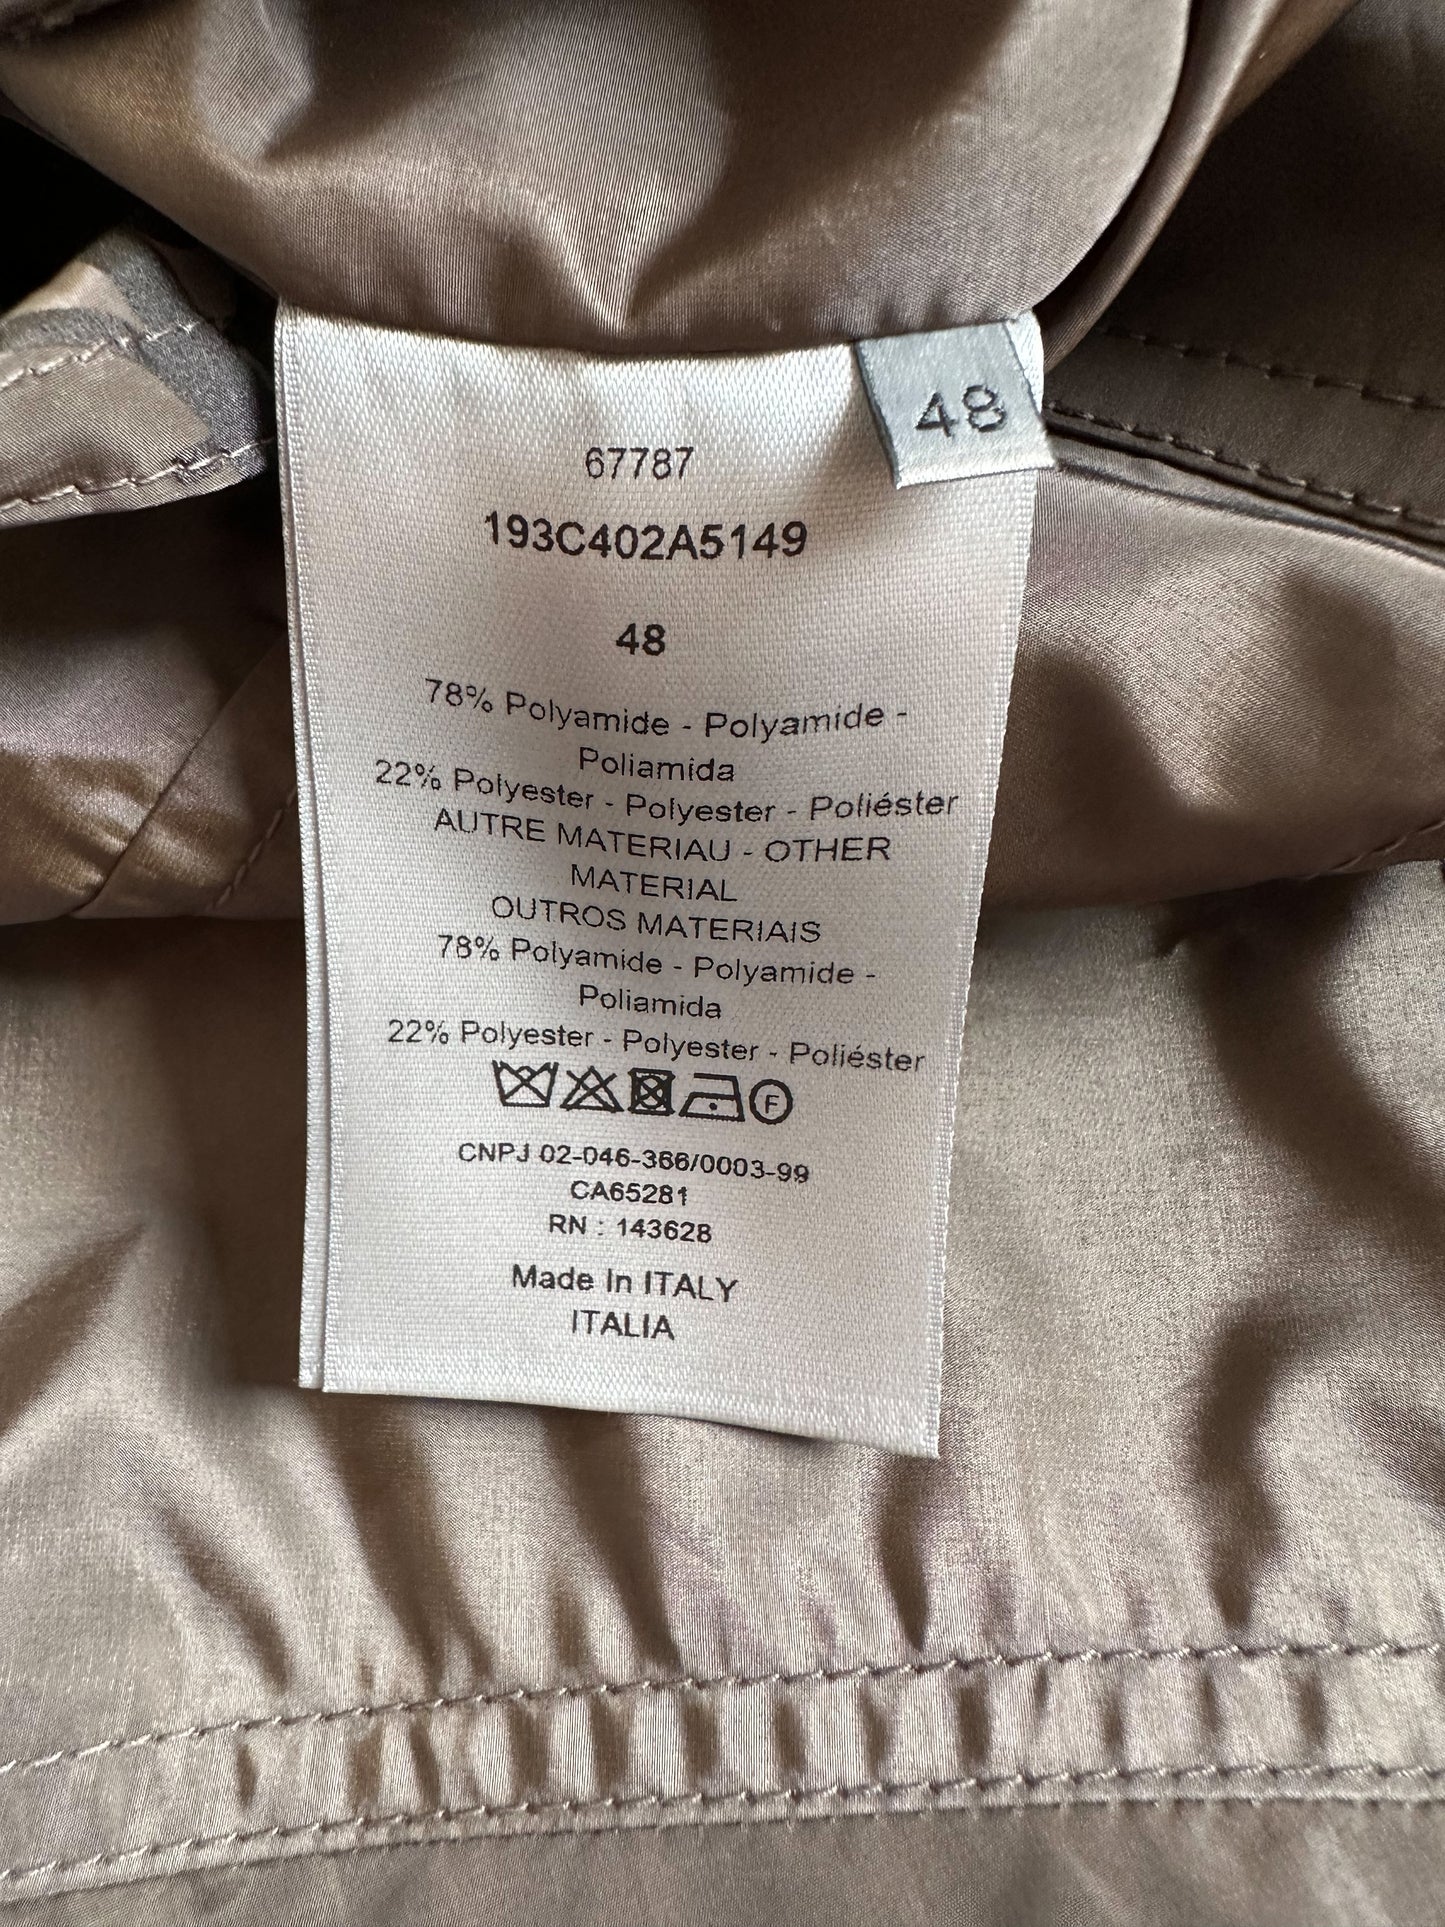 48
67787
193C402A5149
48
78% Polyamide - Polyamide -
Poliamida
22% Polyester - Polyester - Poliéster
AUTRE MATERIAU - OTHER
MATERIAL
OUTROS MATERIAIS
78% Polyamide - Polyamide -
Poliamida
22% Polyester - Polyester - Poliéster
F
CNPJ 02-046-366/0003-99
CA65281
RN : 143628
Made In ITALY
ITALIA